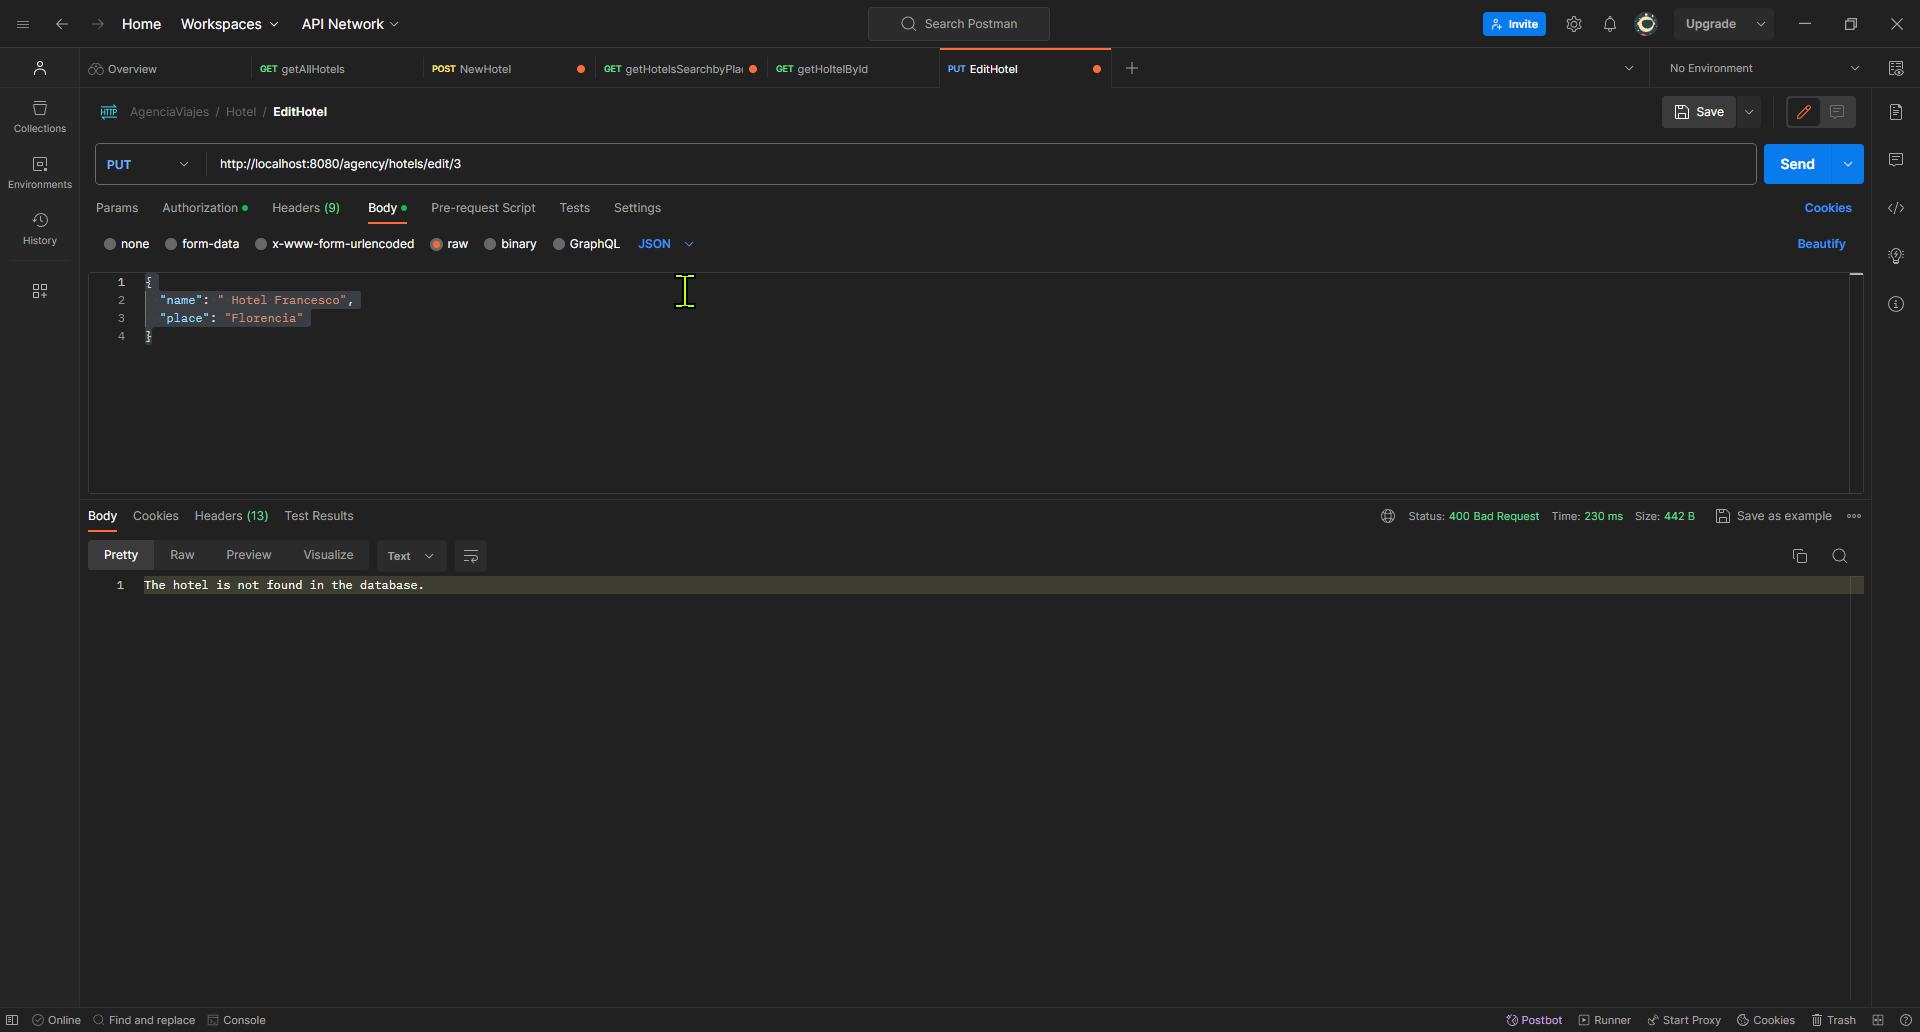 Home Workspaces API Network Search Postman Invite Upgrade
Overview GET getAllHotels POST NewHotel GET getHotelsSearchbyPla GET getHoltelById PUT EditHotel No Environment
HTTP AgenciaViajes / Hotel / EditHotel Save
Collections
PUT http://localhost:8080/agency/hotels/edit/3 Send
Environments
Params Authorization Headers (9) Body Pre-request Script Tests Settings Cookies
History
none form-data x-www-form-urlencoded raw binary GraphQL JSON Beautify
1 {
2 "name": " Hotel Francesco",
3 "place": "Florencia"
4 }
Body Cookies Headers (13) Test Results Status: 400 Bad Request Time: 230 ms Size: 442 B Save as example
Pretty Raw Preview Visualize Text
1 The hotel is not found in the database.
Online Find and replace Console Postbot Runner Start Proxy Cookies Trash